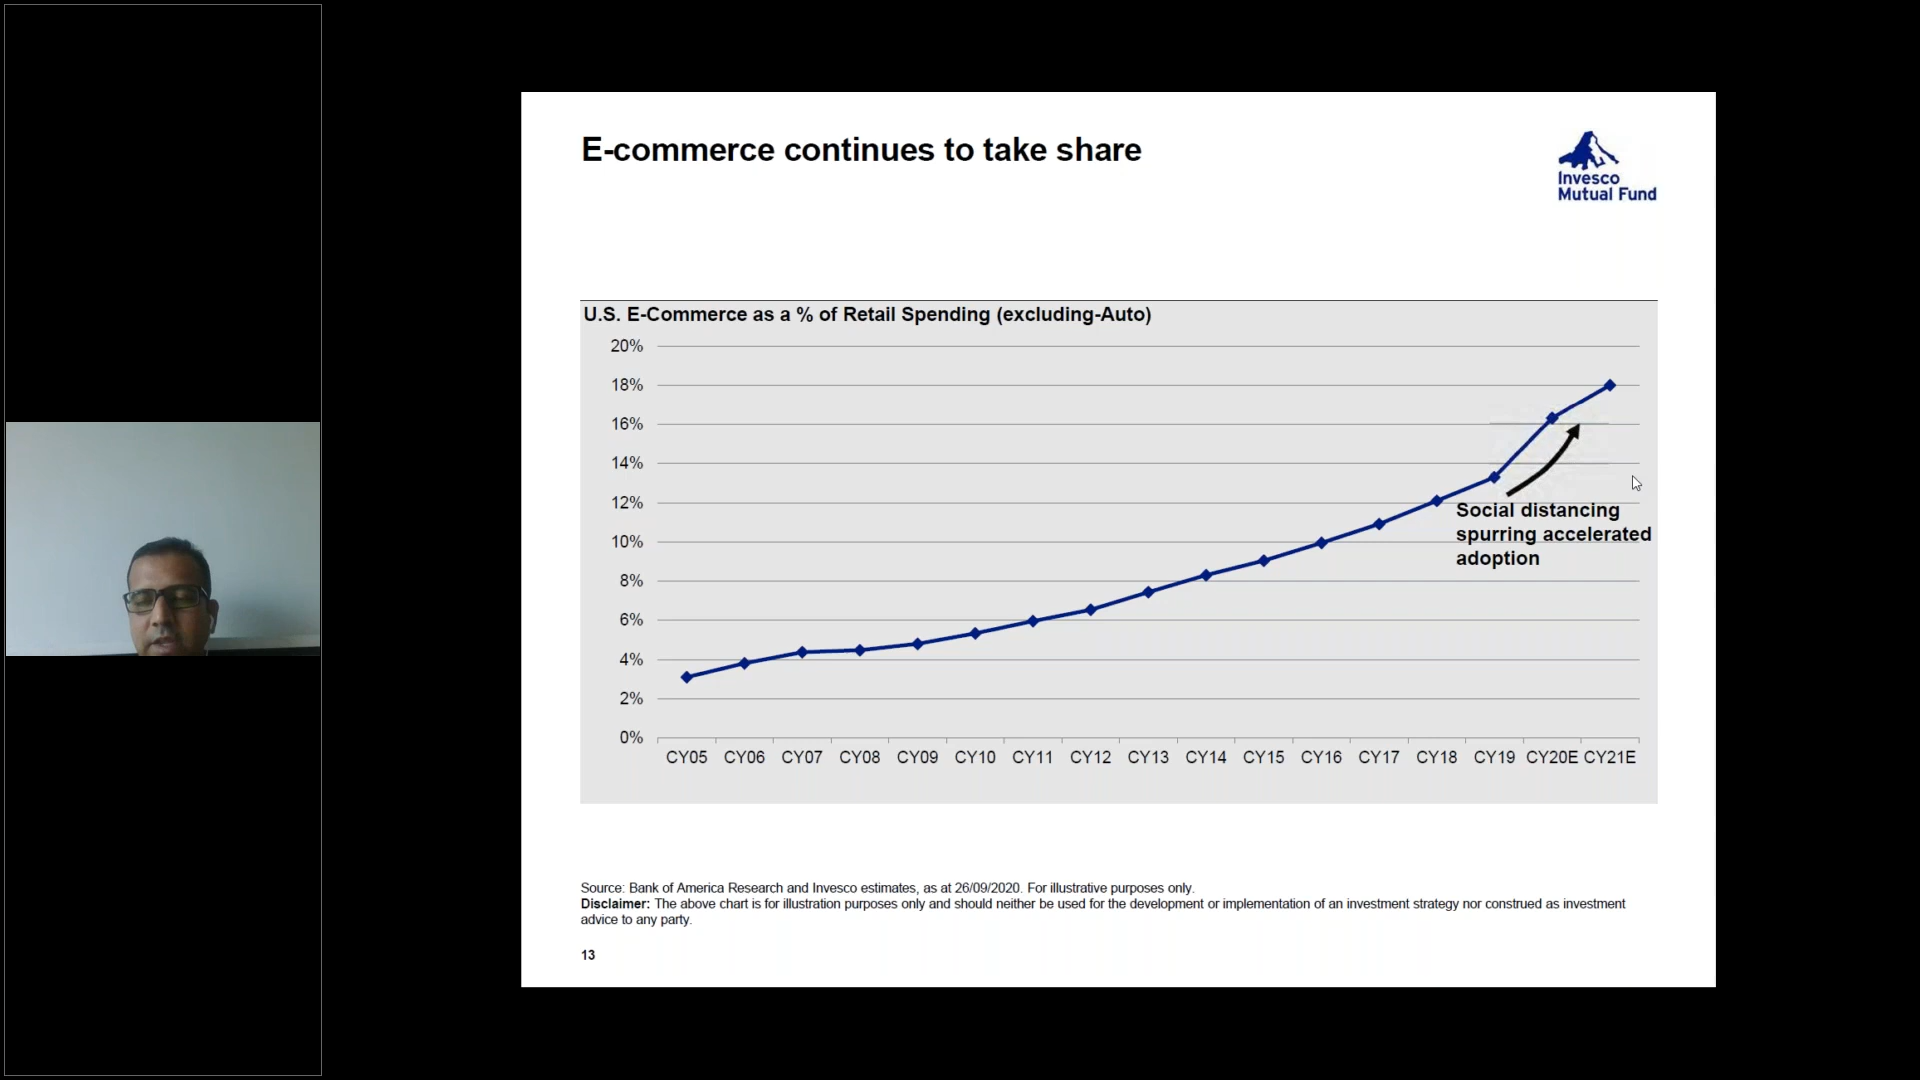 E-commerce continues to take share
Invesco
Mutual Fund
U.S. E-Commerce as a % of Retail Spending (excluding-Auto)
20%
18%
16%
14%
12%
10%
8%
6%
4%
2%
0%
Social distancing
spurring accelerated
adoption
CY05 CY06 CY07 CY08 CY09 CY10 CY11 CY12 CY13 CY14 CY15 CY16 CY17 CY18 CY19 CY20E CY21E
Source: Bank of America Research and Invesco estimates, as at 26/09/2020. For illustrative purposes only.
Disclaimer: The above chart is for illustration purposes only and should neither be used for the development or implementation of an investment strategy nor construed as investment
advice to any party.
13